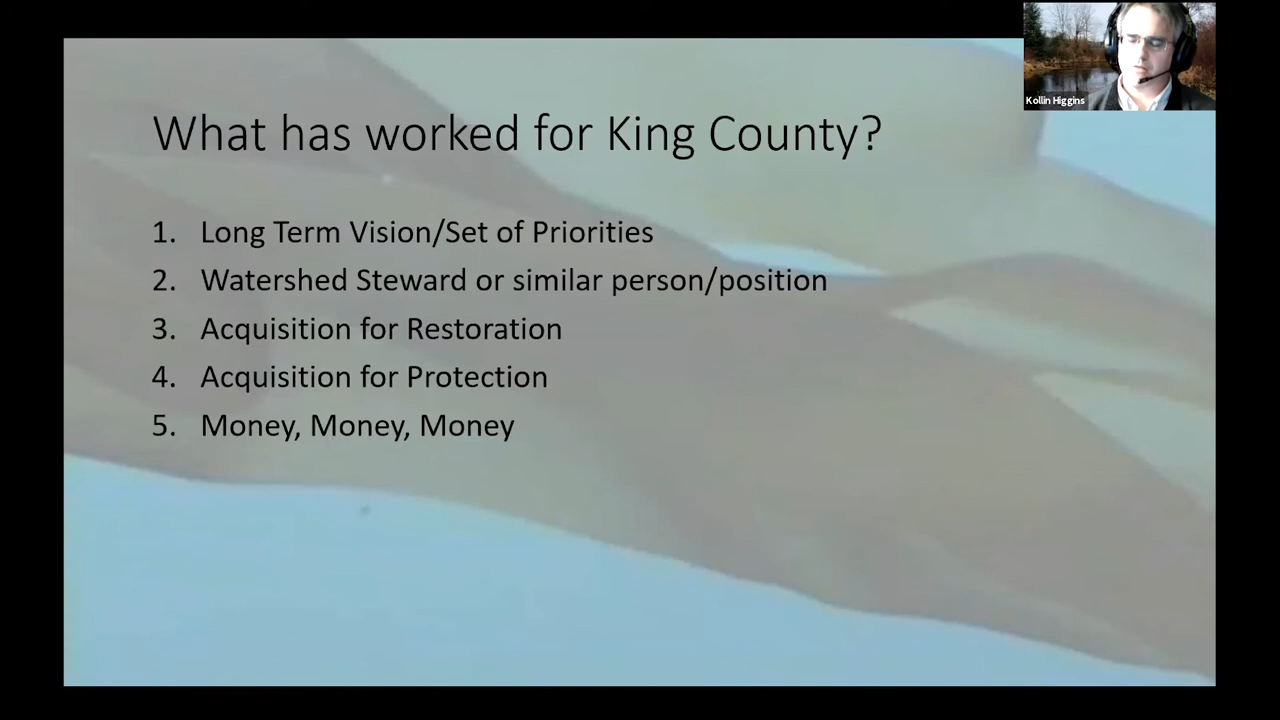 Kollin Higgins
What has worked for King County?
1. Long Term Vision/Set of Priorities
2. Watershed Steward or similar person/position
3. Acquisition for Restoration
4. Acquisition for Protection
5. Money, Money, Money